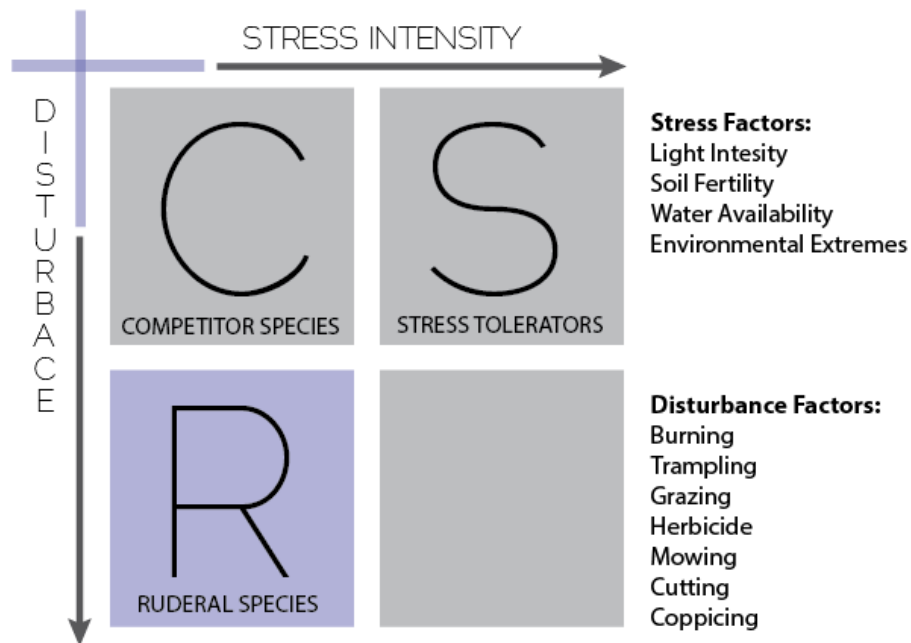 STRESS INTENSITY
DISTURBACE
C
COMPETITOR SPECIES
S
STRESS TOLERATORS
Stress Factors:
Light Intesity
Soil Fertility
Water Availability
Environmental Extremes
R
RUDERAL SPECIES
Disturbance Factors:
Burning
Trampling
Grazing
Herbicide
Mowing
Cutting
Coppicing